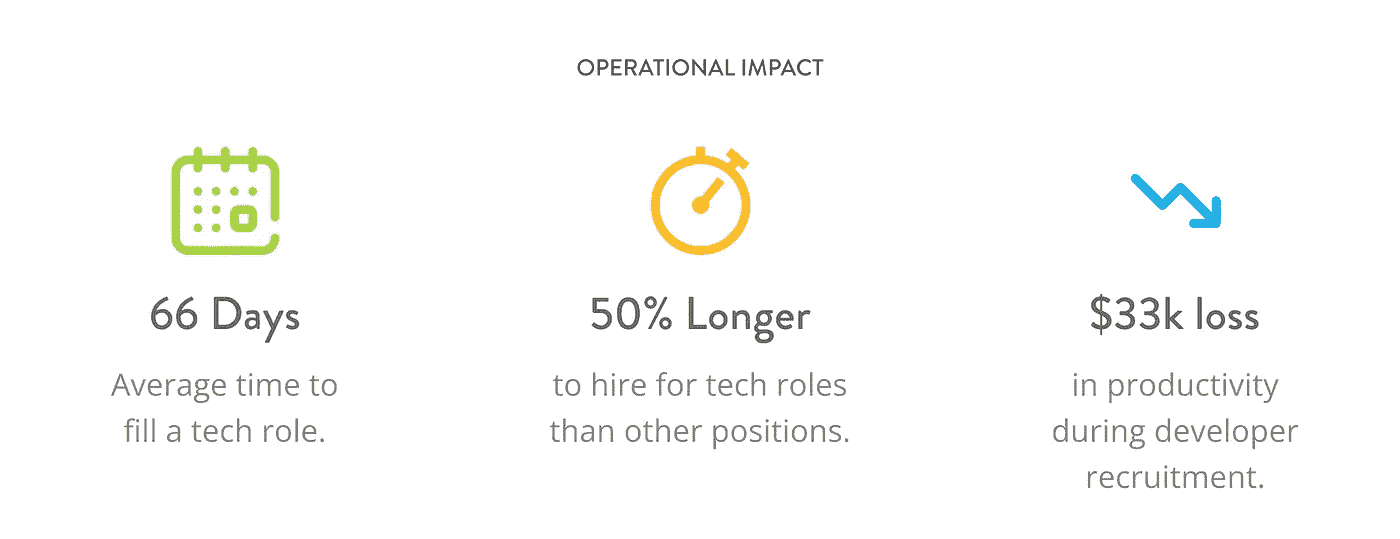 OPERATIONAL IMPACT
66 Days
Average time to
fill a tech role.
50% Longer
to hire for tech roles
than other positions.
$33k loss
in productivity
during developer
recruitment.